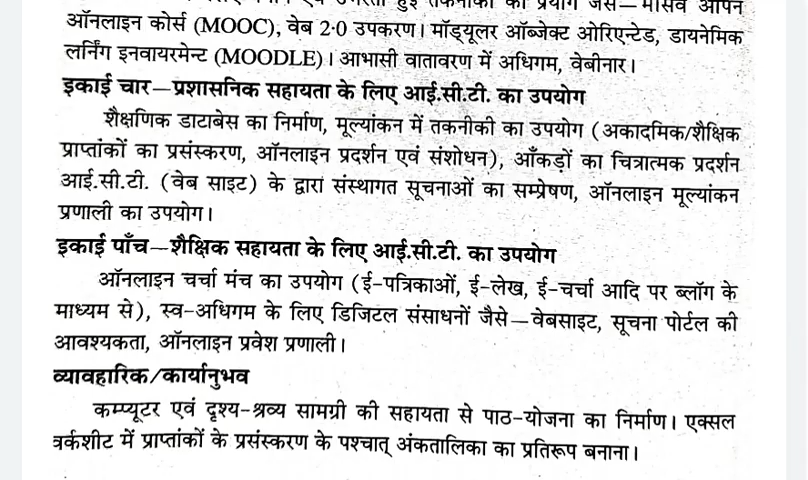 उभरती हुई तकनीकी का प्रयोग जैसे—मैसिव ओपन
ऑनलाइन कोर्स (MOOC), वेब 2·0 उपकरण। मॉड्यूलर ऑब्जेक्ट ओरिएन्टेड, डायनेमिक
लर्निंग इनवायरमेन्ट (MOODLE)। आभासी वातावरण में अधिगम, वेबीनार।
इकाई चार—प्रशासनिक सहायता के लिए आई.सी.टी. का उपयोग
शैक्षणिक डाटाबेस का निर्माण, मूल्यांकन में तकनीकी का उपयोग (अकादमिक/शैक्षिक
प्राप्तांकों का प्रसंस्करण, ऑनलाइन प्रदर्शन एवं संशोधन), आँकड़ों का चित्रात्मक प्रदर्शन
आई.सी.टी. (वेब साइट) के द्वारा संस्थागत सूचनाओं का सम्प्रेषण, ऑनलाइन मूल्यांकन
प्रणाली का उपयोग।
इकाई पाँच—शैक्षिक सहायता के लिए आई.सी.टी. का उपयोग
ऑनलाइन चर्चा मंच का उपयोग (ई-पत्रिकाओं, ई-लेख, ई-चर्चा आदि पर ब्लॉग के
माध्यम से), स्व-अधिगम के लिए डिजिटल संसाधनों जैसे—वेबसाइट, सूचना पोर्टल की
आवश्यकता, ऑनलाइन प्रवेश प्रणाली।
व्यावहारिक/कार्यानुभव
कम्प्यूटर एवं दृश्य-श्रव्य सामग्री की सहायता से पाठ-योजना का निर्माण। एक्सल
वर्कशीट में प्राप्तांकों के प्रसंस्करण के पश्चात् अंकतालिका का प्रतिरूप बनाना।